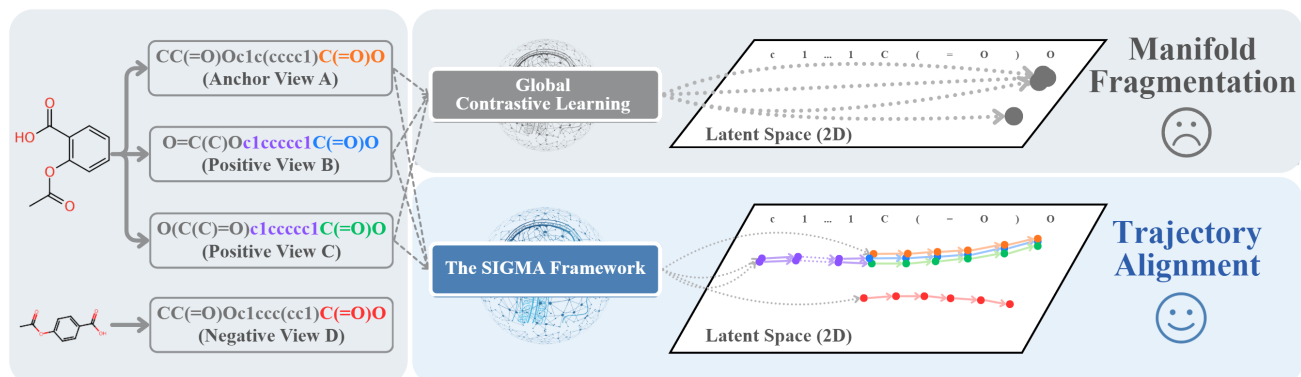 CC(=O)Oc1c(cccc1)C(=O)O
(Anchor View A)
O=C(C)Oc1ccccc1C(=O)O
(Positive View B)
O(C(C)=O)c1ccccc1C(=O)O
(Positive View C)
CC(=O)Oc1ccc(cc1)C(=O)O
(Negative View D)
O
HO
O
O
O
O
O
OH
Global
Contrastive Learning
c 1 ... 1 C ( = O ) O
Latent Space (2D)
Manifold
Fragmentation
The SIGMA Framework
c 1 ... 1 C ( = O ) O
Latent Space (2D)
Trajectory
Alignment